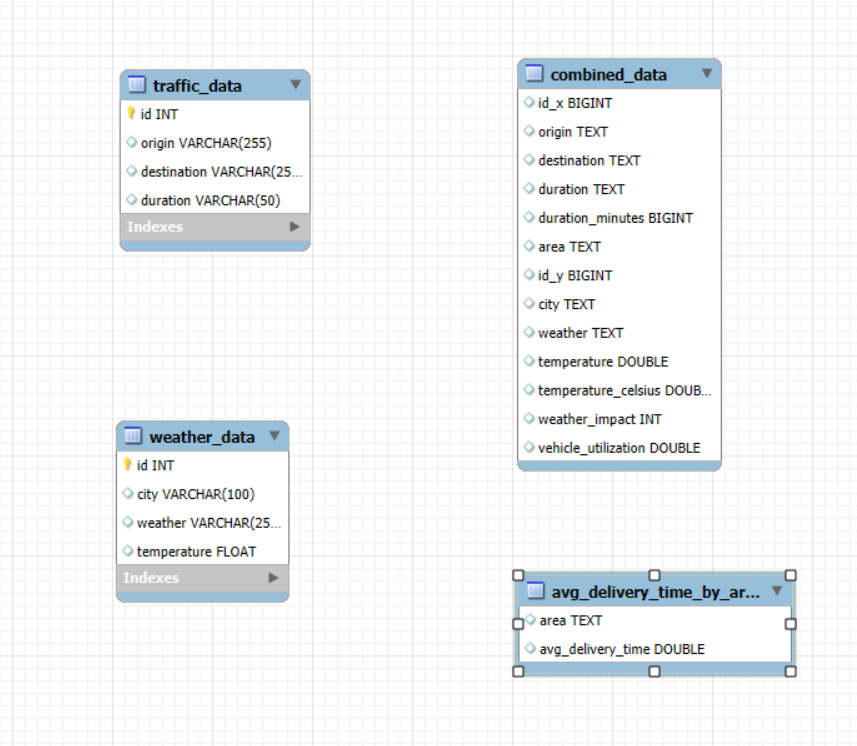 traffic_data
id INT
origin VARCHAR(255)
destination VARCHAR(25...
duration VARCHAR(50)
Indexes
combined_data
id_x BIGINT
origin TEXT
destination TEXT
duration TEXT
duration_minutes BIGINT
area TEXT
id_y BIGINT
city TEXT
weather TEXT
temperature DOUBLE
temperature_celsius DOUB...
weather_impact INT
vehicle_utilization DOUBLE
weather_data
id INT
city VARCHAR(100)
weather VARCHAR(25...
temperature FLOAT
Indexes
avg_delivery_time_by_ar...
area TEXT
avg_delivery_time DOUBLE